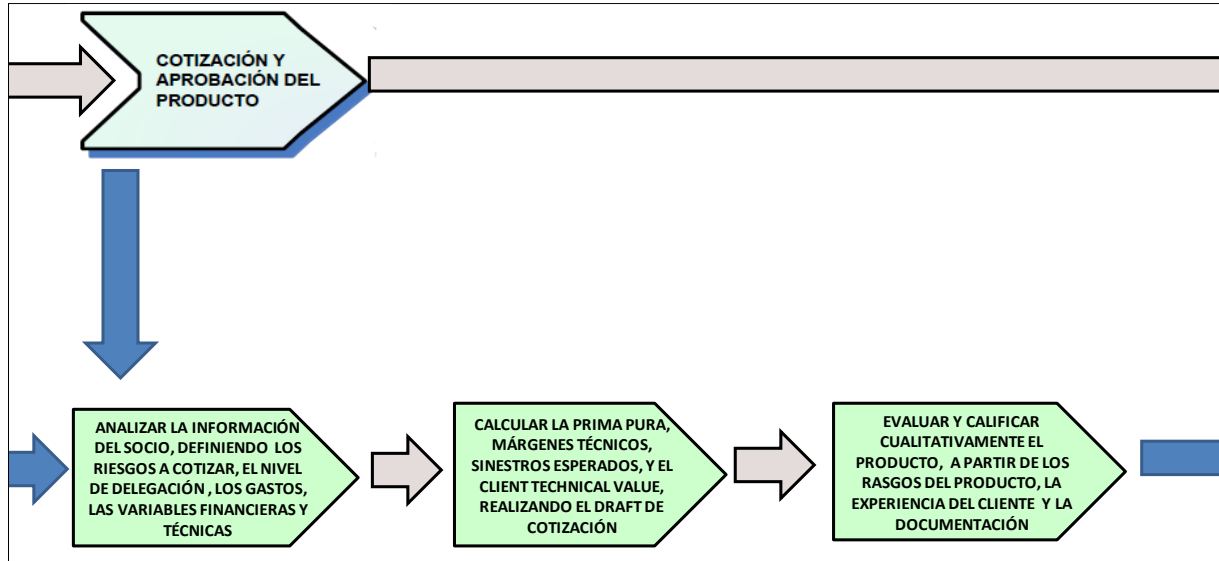 COTIZACIÓN Y
APROBACIÓN DEL
PRODUCTO
ANALIZAR LA INFORMACIÓN
DEL SOCIO, DEFINIENDO LOS
RIESGOS A COTIZAR, EL NIVEL
DE DELEGACIÓN , LOS GASTOS,
LAS VARIABLES FINANCIERAS Y
TÉCNICAS
CALCULAR LA PRIMA PURA,
MÁRGENES TÉCNICOS,
SINESTROS ESPERADOS, Y EL
CLIENT TECHNICAL VALUE,
REALIZANDO EL DRAFT DE
COTIZACIÓN
EVALUAR Y CALIFICAR
CUALITATIVAMENTE EL
PRODUCTO, A PARTIR DE LOS
RASGOS DEL PRODUCTO, LA
EXPERIENCIA DEL CLIENTE Y LA
DOCUMENTACIÓN